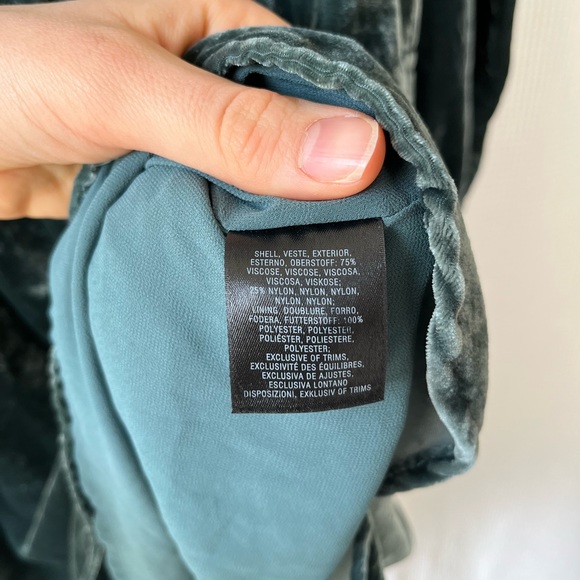 SHELL, VESTE, EXTERIOR,
ESTERNO, OBERSTOFF: 75%
VISCOSE, VISCOSE, VISCOSA,
VISCOSA, VISKOSE;
25% NYLON, NYLON, NYLON,
NYLON, NYLON;
LINING, DOUBLURE, FORRO,
FODERA, FUTTERSTOFF: 100%
POLYESTER, POLYESTER,
POLIÉSTER, POLIESTERE,
POLYESTER;
EXCLUSIVE OF TRIMS,
EXCLUSIVITÉ DES ÉQUILIBRES,
EXCLUSIVA DE AJUSTES,
ESCLUSIVA LONTANO
DISPOSIZIONI, EXKLUSIV OF TRIMS